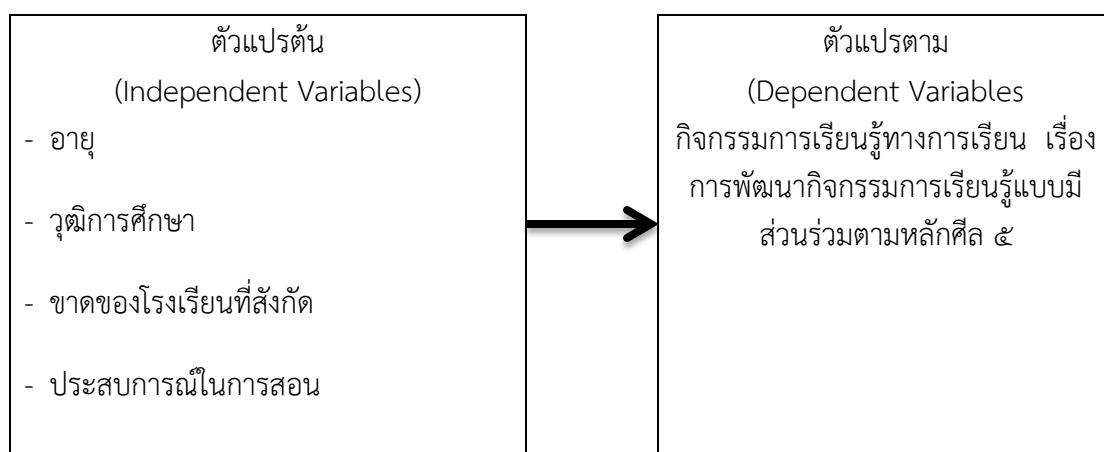 ตัวแปรต้น
(Independent Variables)
- อายุ
- วุฒิการศึกษา
- ขาดของโรงเรียนที่สังกัด
- ประสบการณ์ในการสอน
ตัวแปรตาม
(Dependent Variables
กิจกรรมการเรียนรู้ทางการเรียน เรื่อง
การพัฒนากิจกรรมการเรียนรู้แบบมี
ส่วนร่วมตามหลักศีล ๕